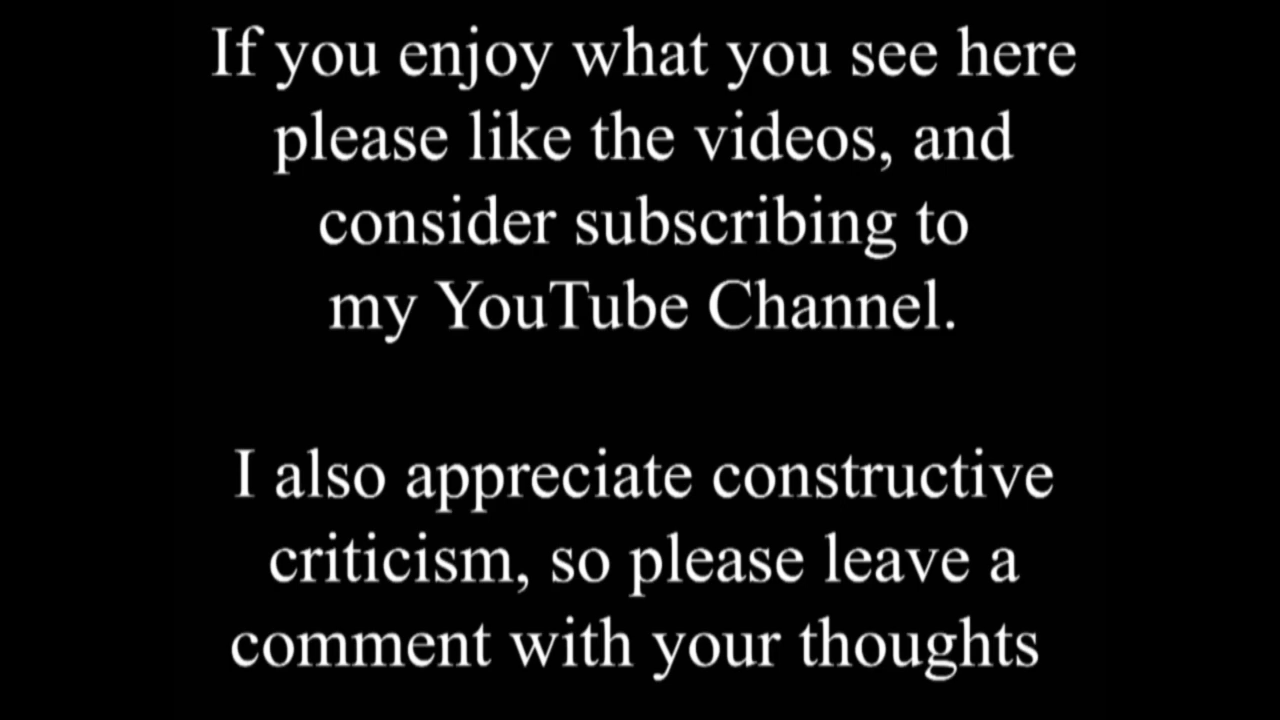 If you enjoy what you see here
please like the videos, and
consider subscribing to
my YouTube Channel.
I also appreciate constructive
criticism, so please leave a
comment with your thoughts